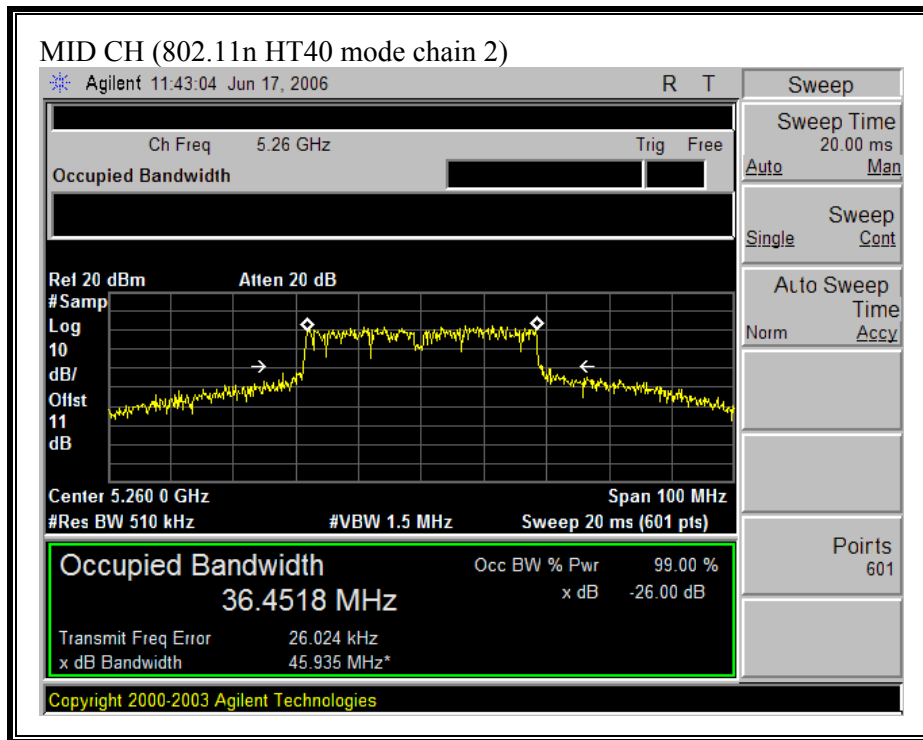 MID CH (802.11n HT40 mode chain 2)
Agilent 11:43:04 Jun 17, 2006 R T
Ch Freq 5.26 GHz Trig Free
Occupied Bandwidth
Ref 20 dBm Atten 20 dB
#Samp
Log
10
dB/
Offst
11
dB
Center 5.260 0 GHz Span 100 MHz
#Res BW 510 kHz #VBW 1.5 MHz Sweep 20 ms (601 pts)
Occupied Bandwidth Occ BW % Pwr 99.00 %
36.4518 MHz x dB -26.00 dB
Transmit Freq Error 26.024 kHz
x dB Bandwidth 45.935 MHz*
Copyright 2000-2003 Agilent Technologies
Sweep
Sweep Time
20.00 ms
Auto Man
Sweep
Single Cont
Auto Sweep
Time
Norm Accy
Points
601